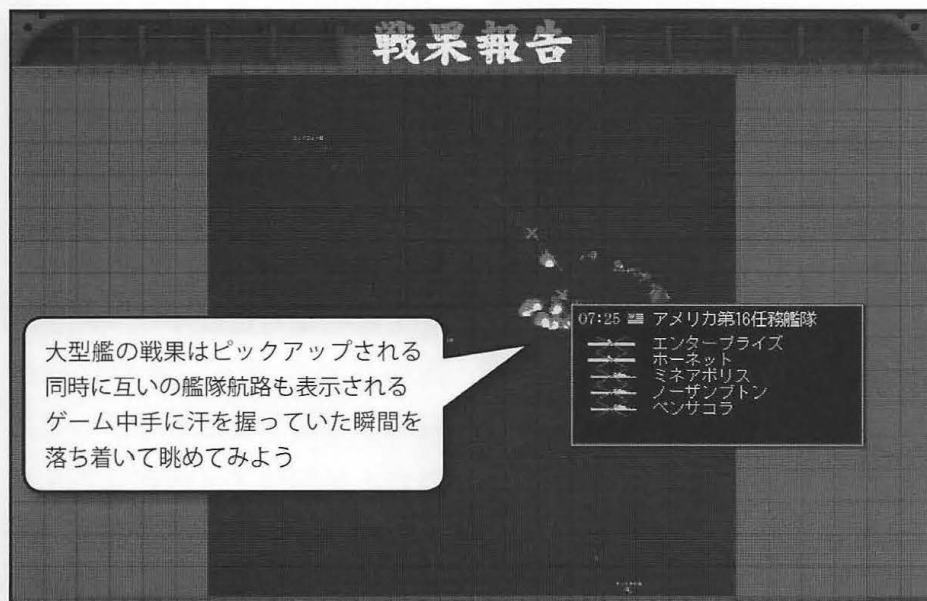 戦果報告
07:25 アメリカ第16任務艦隊
エンタープライズ
ホーネット
ミネアポリス
ノーザンプトン
ペンサコラ
大型艦の戦果はピックアップされる
同時に互いの艦隊航路も表示される
ゲーム中手に汗を握っていた瞬間を
落ち着いて眺めてみよう